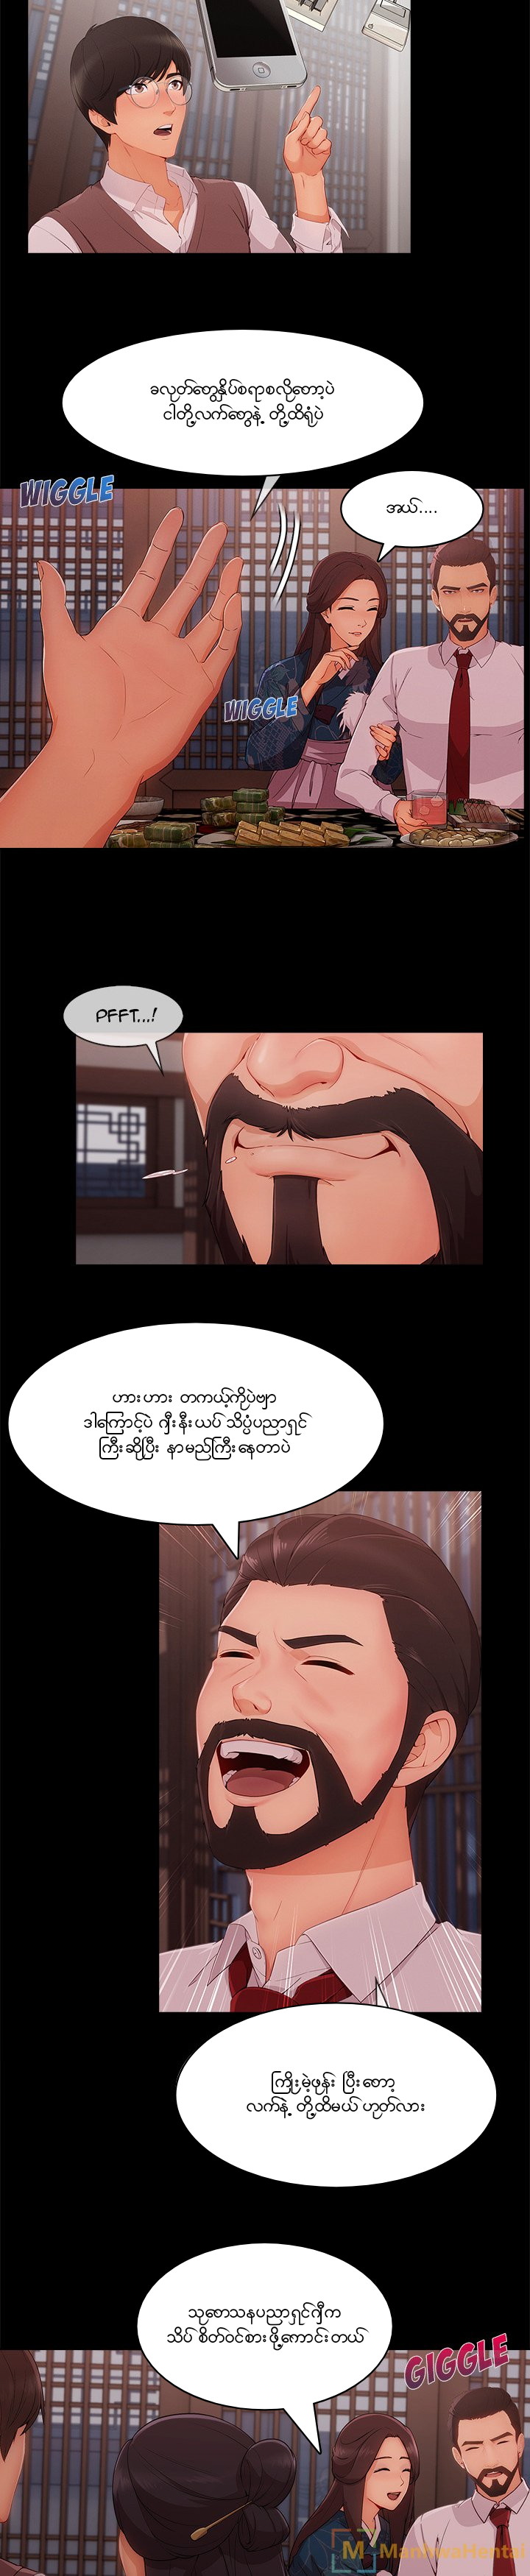 ခလုတ်တွေနှိပ်စရာစလိုတော့ပဲ
ငါတို့လက်တွေနဲ့ တို့ထိရုံပဲ
WIGGLE
အယ်....
WIGGLE
PFFT...!
ဟားဟား တကယ့်ကိုပဲဗျာ
ဒါကြောင့်ပဲ ဂျီးနီးယပ် သိပ္ပံပညာရှင်
ကြီးဆိုပြီး နာမည်ကြီးနေတာပဲ
ကြိုးမဲ့ဖုန်း ပြီးတော့
လက်နဲ့ တို့ထိမယ် ဟုတ်လား
သုတေသနပညာရှင်ဂျီက
သိပ် စိတ်ဝင်စားဖို့ကောင်းတယ်
GIGGLE
M ManhwaHentai